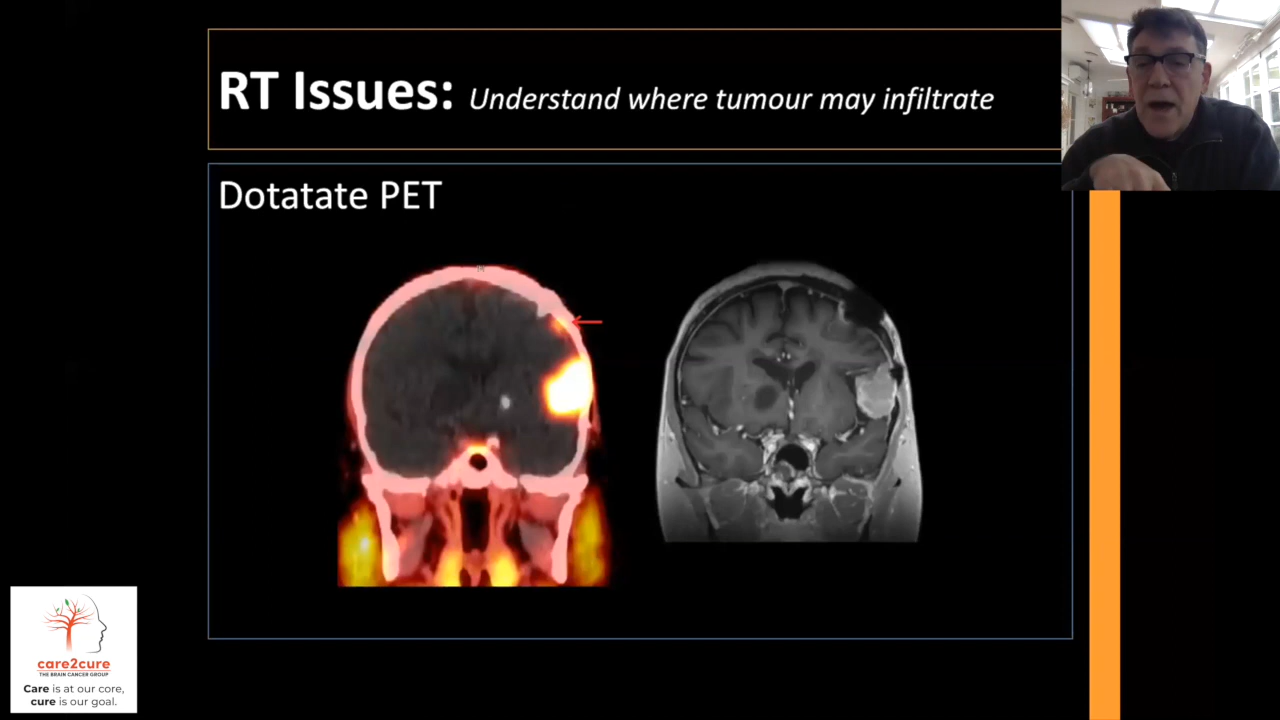 RT Issues: Understand where tumour may infiltrate
Dotatate PET
care2cure
THE BRAIN CANCER GROUP
Care is at our core,
cure is our goal.